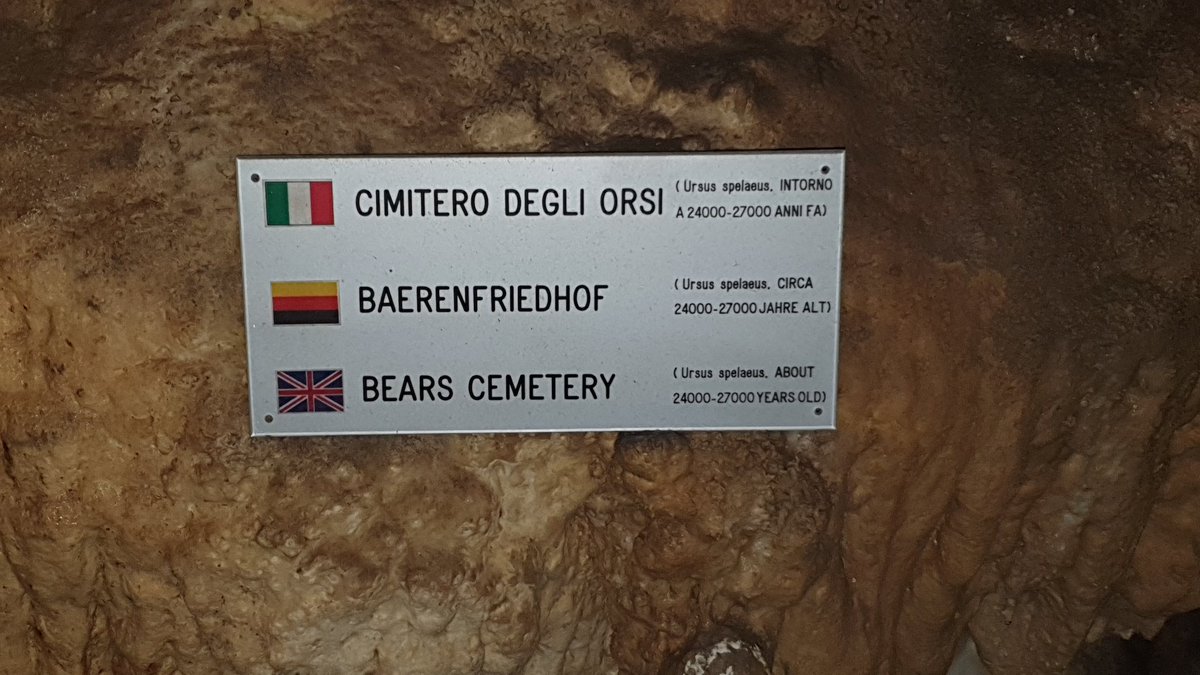 CIMITERO DEGLI ORSI (Ursus spelaeus, INTORNO
A 24000-27000 ANNI FA)
BAERENFRIEDHOF (Ursus spelaeus, CIRCA
24000-27000 JAHRE ALT)
BEARS CEMETERY (Ursus spelaeus, ABOUT
24000-27000 YEARS OLD)